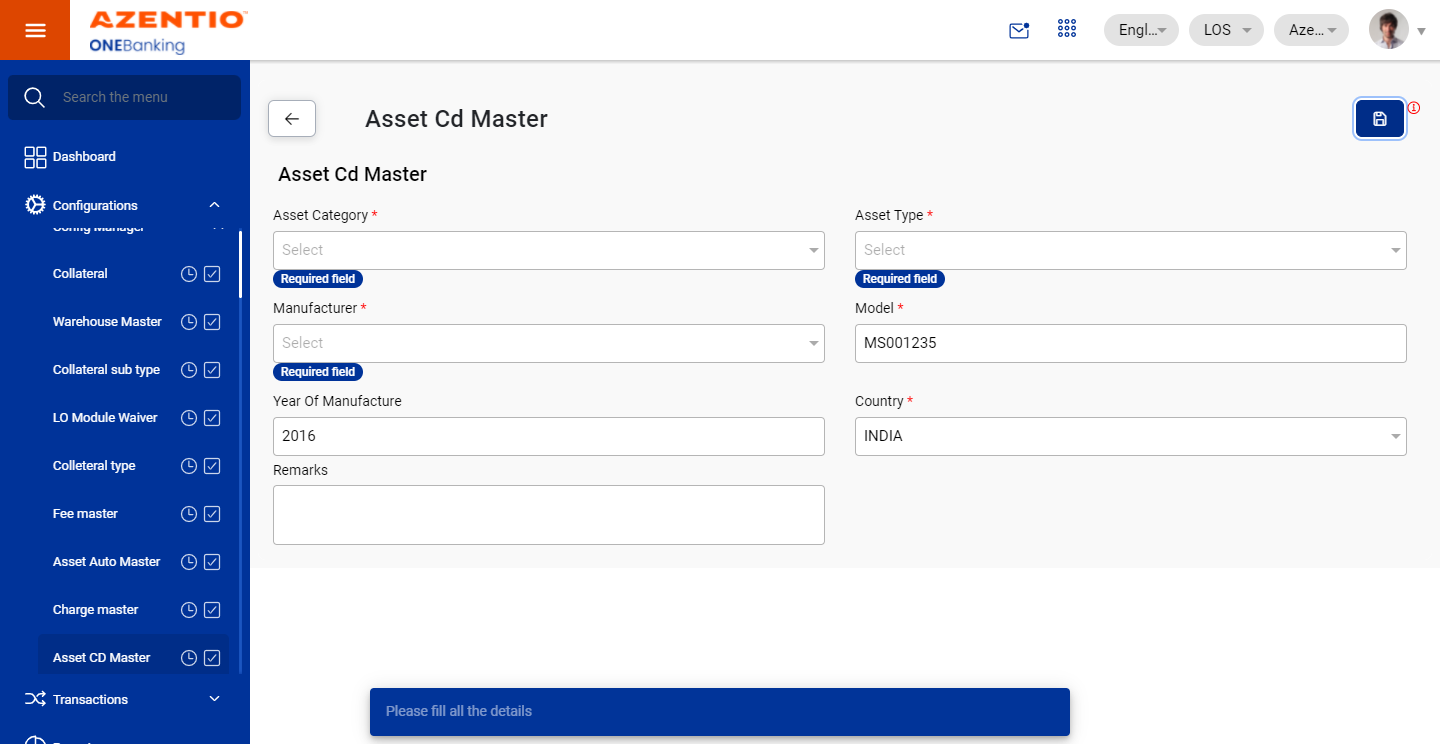 AZENTIO
ONEBanking
Engl...
LOS
Aze...
Search the menu
Dashboard
Configurations
Config Manager
Collateral
Warehouse Master
Collateral sub type
LO Module Waiver
Colleteral type
Fee master
Asset Auto Master
Charge master
Asset CD Master
Transactions
Asset Cd Master
Asset Cd Master
Asset Category *
Asset Type *
Select
Select
Required field
Required field
Manufacturer *
Model *
Select
MS001235
Required field
Year Of Manufacture
Country *
2016
INDIA
Remarks
Please fill all the details